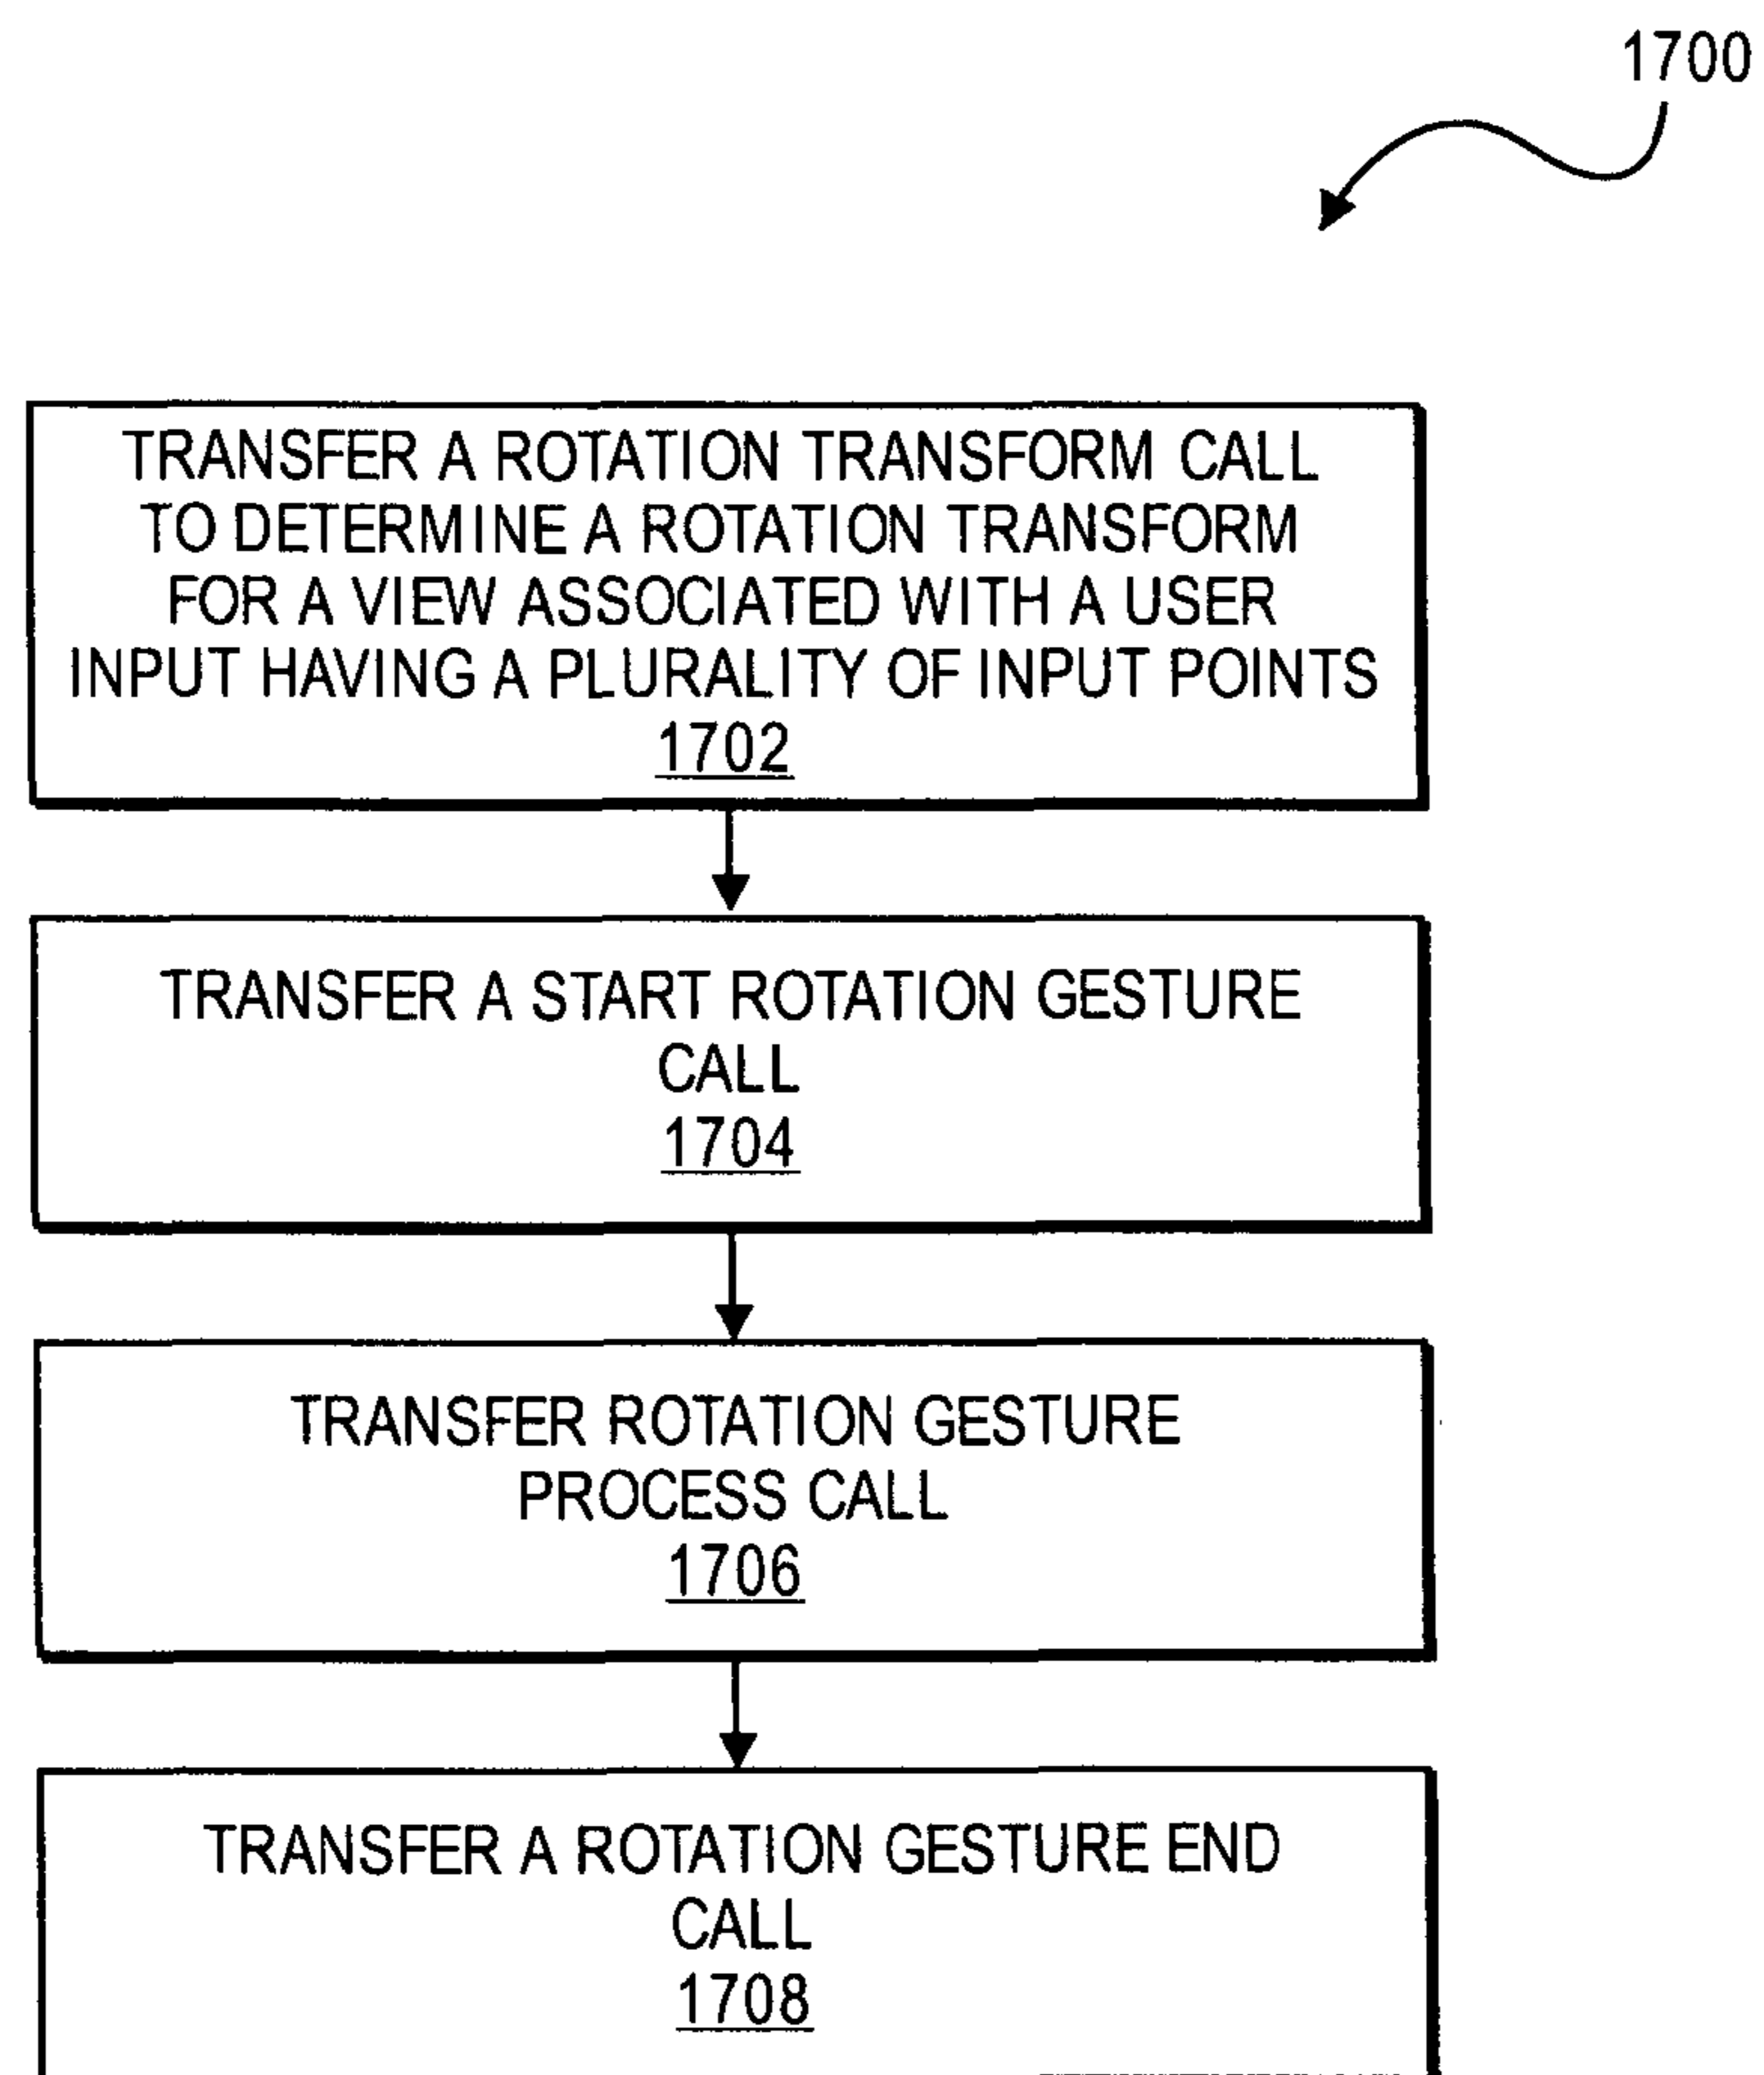 1700
TRANSFER A ROTATION TRANSFORM CALL
TO DETERMINE A ROTATION TRANSFORM
FOR A VIEW ASSOCIATED WITH A USER
INPUT HAVING A PLURALITY OF INPUT POINTS
1702
TRANSFER A START ROTATION GESTURE
CALL
1704
TRANSFER ROTATION GESTURE
PROCESS CALL
1706
TRANSFER A ROTATION GESTURE END
CALL
1708